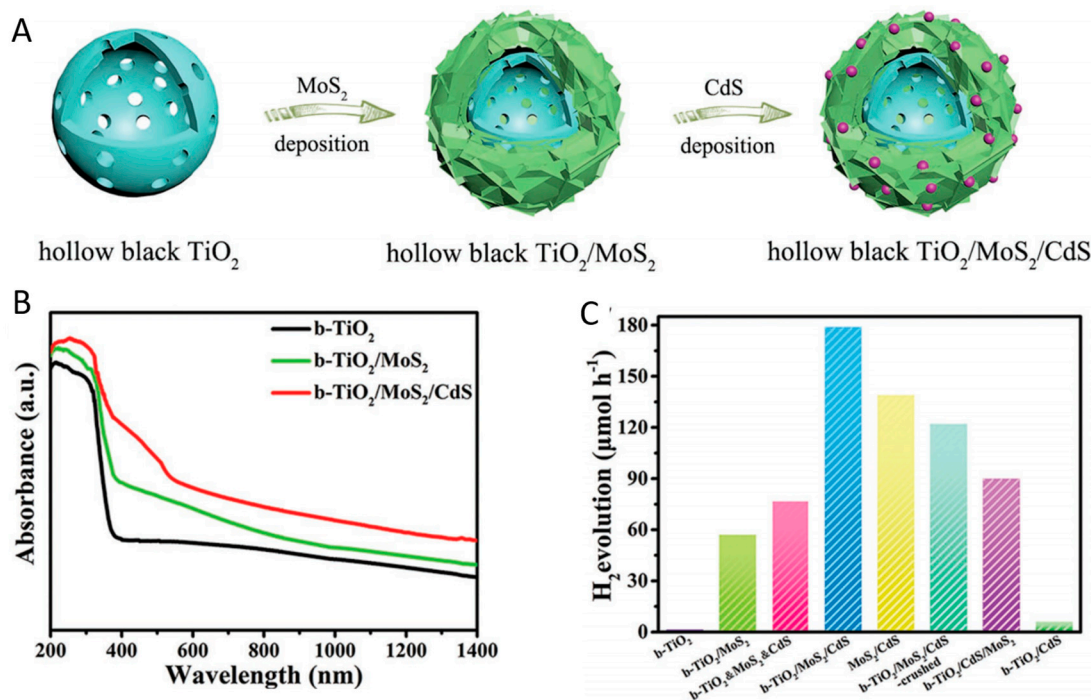 A
MoS2
deposition
CdS
deposition
hollow black TiO2
hollow black TiO2/MoS2
hollow black TiO2/MoS2/CdS
B
b-TiO2
b-TiO2/MoS2
b-TiO2/MoS2/CdS
Absorbance (a.u.)
200 400 600 800 1000 1200 1400
Wavelength (nm)
C
H2 evolution (μmol h-1)
180
150
120
90
60
30
0
b-TiO2
b-TiO2/MoS2
b-TiO2&MoS2&CdS
b-TiO2/MoS2/CdS
MoS2/CdS
b-TiO2/MoS2/CdS
-crushed
b-TiO2/CdS/MoS2
b-TiO2/CdS